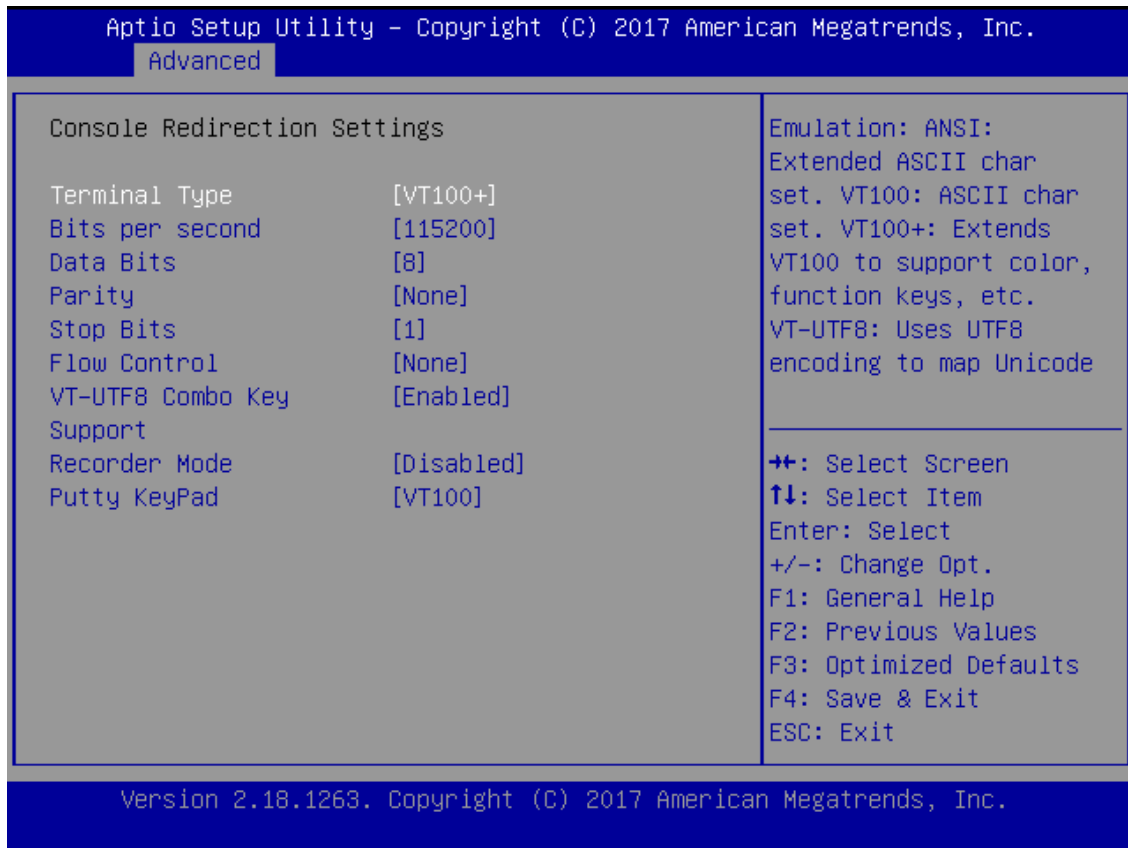 Aptio Setup Utility – Copyright (C) 2017 American Megatrends, Inc.
Advanced
Console Redirection Settings
Terminal Type [VT100+]
Bits per second [115200]
Data Bits [8]
Parity [None]
Stop Bits [1]
Flow Control [None]
VT-UTF8 Combo Key [Enabled]
Support
Recorder Mode [Disabled]
Putty KeyPad [VT100]
Emulation: ANSI:
Extended ASCII char
set. VT100: ASCII char
set. VT100+: Extends
VT100 to support color,
function keys, etc.
VT-UTF8: Uses UTF8
encoding to map Unicode
→←: Select Screen
↑↓: Select Item
Enter: Select
+/-: Change Opt.
F1: General Help
F2: Previous Values
F3: Optimized Defaults
F4: Save & Exit
ESC: Exit
Version 2.18.1263. Copyright (C) 2017 American Megatrends, Inc.